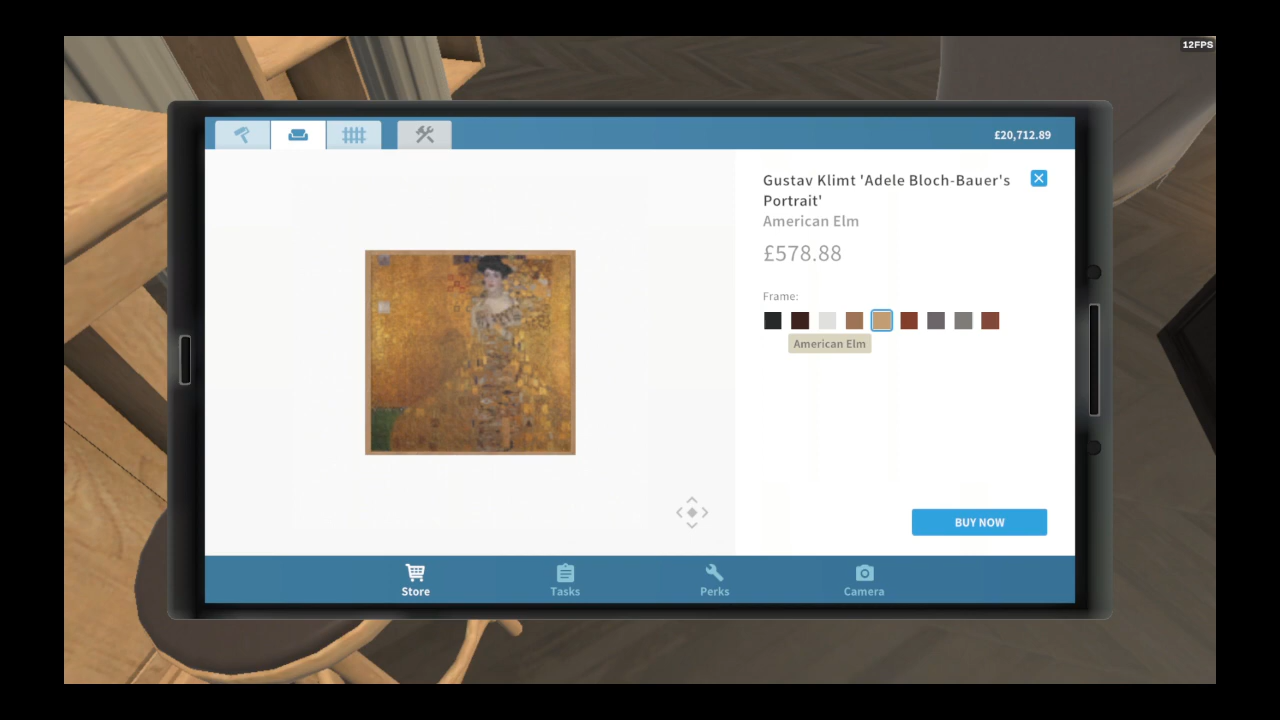 12FPS
£20,712.89
Gustav Klimt 'Adele Bloch-Bauer's
Portrait'
American Elm
£578.88
Frame:
American Elm
BUY NOW
Store
Tasks
Perks
Camera